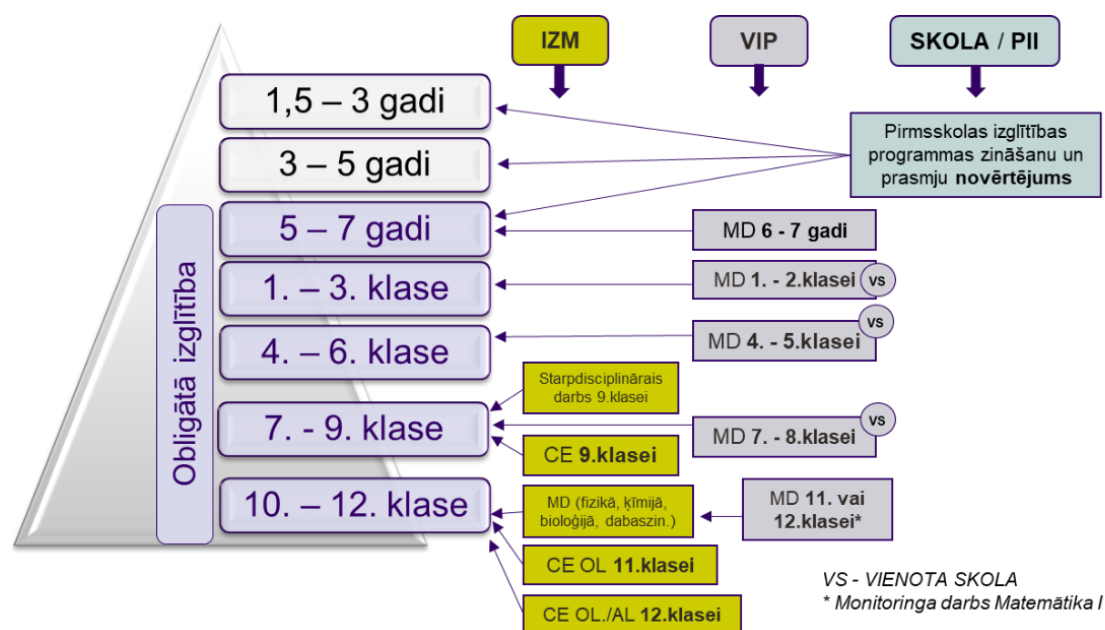 IZM
VIP
SKOLA / PII
1,5 – 3 gadi
3 – 5 gadi
5 – 7 gadi
1. – 3. klase
4. – 6. klase
7. - 9. klase
10. – 12. klase
Obligātā izglītība
Pirmsskolas izglītības
programmas zināšanu un
prasmju novērtējums
MD 6 - 7 gadi
MD 1. - 2.klasei
vs
MD 4. - 5.klasei
vs
Starpdisciplinārais
darbs 9.klasei
MD 7. - 8.klasei
vs
CE 9.klasei
MD (fizikā, ķīmijā,
bioloģijā, dabaszin.)
MD 11. vai
12.klasei*
CE OL 11.klasei
CE OL./AL 12.klasei
VS - VIENOTA SKOLA
* Monitoringa darbs Matemātika I